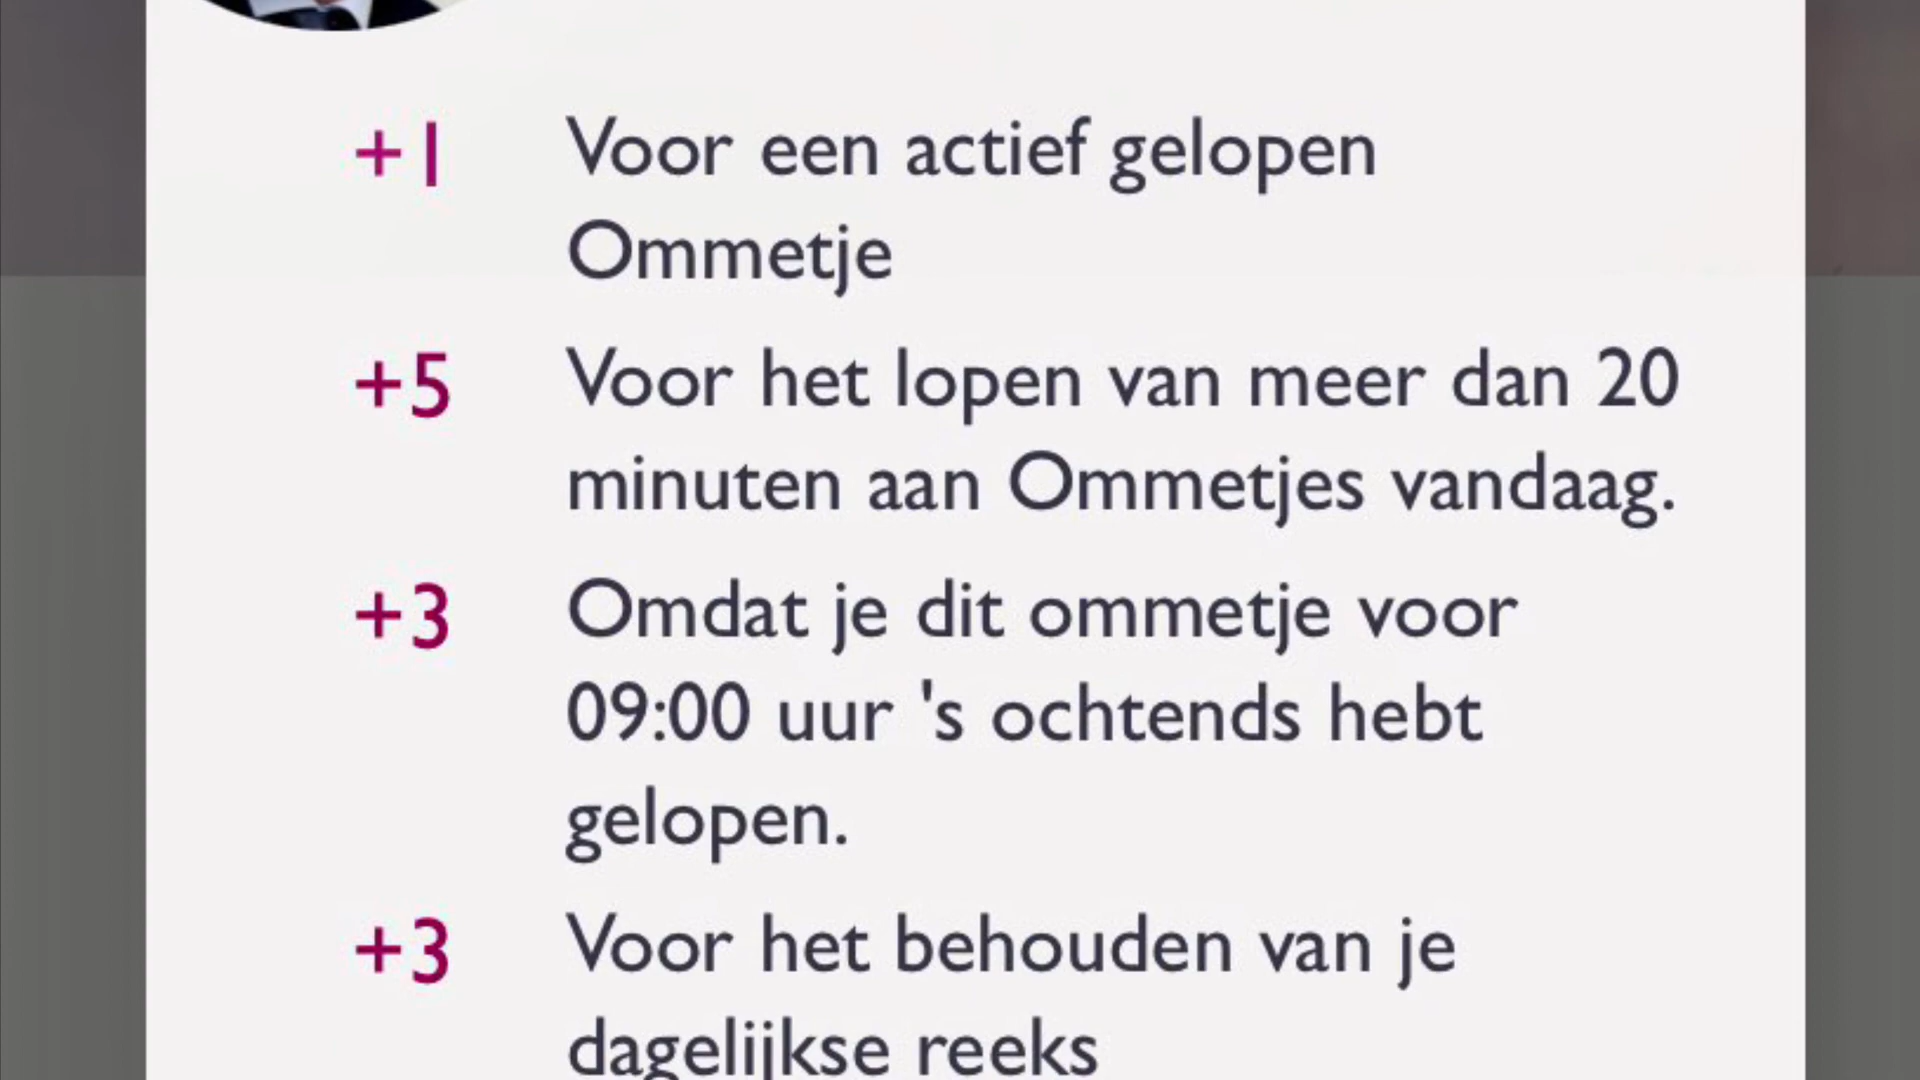 +1 Voor een actief gelopen
Ommetje
+5 Voor het lopen van meer dan 20
minuten aan Ommetjes vandaag.
+3 Omdat je dit ommetje voor
09:00 uur 's ochtends hebt
gelopen.
+3 Voor het behouden van je
dagelijkse reeks